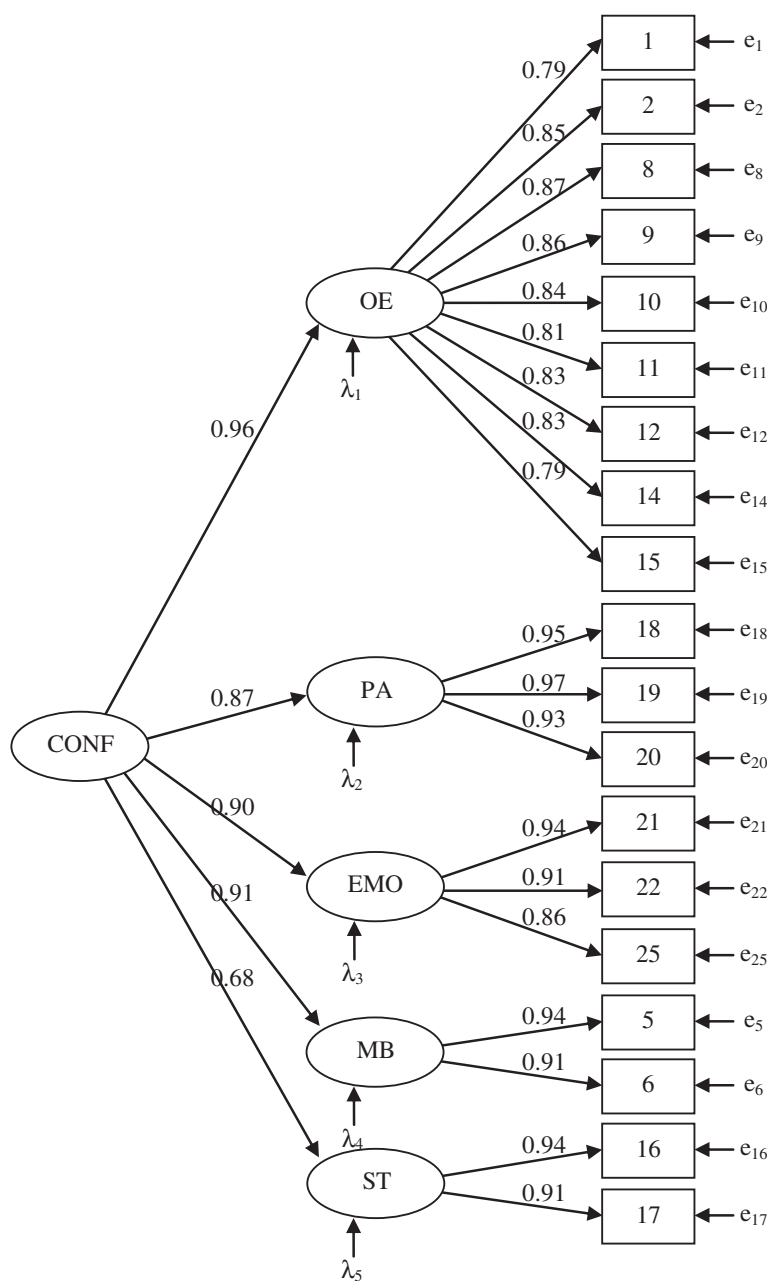 1 e₁
0.79
2 e₂
0.85
8 e₈
0.87
9 e₉
0.86
OE 0.84 10 e₁₀
0.81
11 e₁₁
λ₁
0.83
12 e₁₂
0.96
0.83
14 e₁₄
0.79
15 e₁₅
0.95 18 e₁₈
0.87 PA 0.97 19 e₁₉
0.93
CONF
20 e₂₀
λ₂
0.90
0.94 21 e₂₁
EMO 0.91 22 e₂₂
0.91
0.86
25 e₂₅
λ₃
0.68
0.94 5 e₅
MB
0.91 6 e₆
λ₄
0.94 16 e₁₆
ST
0.91 17 e₁₇
λ₅